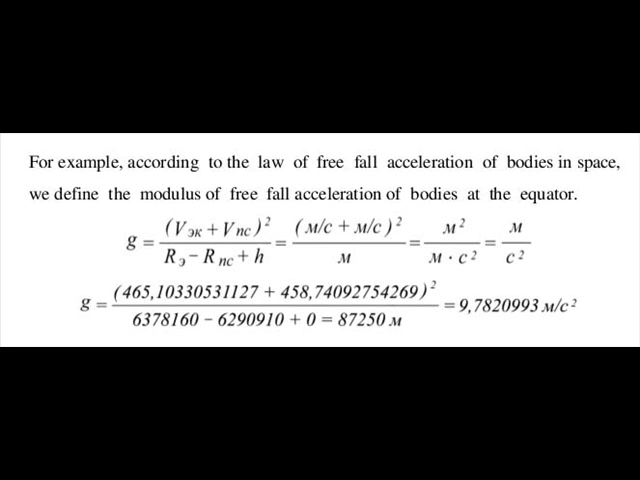 For example, according to the law of free fall acceleration of bodies in space,
we define the modulus of free fall acceleration of bodies at the equator.
g = (Vэк + Vпс)² / Rэ − Rпс + h = (м/с + м/с)² / м = м² / м · с² = м / с²
g = (465,10330531127 + 458,74092754269)² / 6378160 − 6290910 + 0 = 87250 м = 9,7820993 м/с²